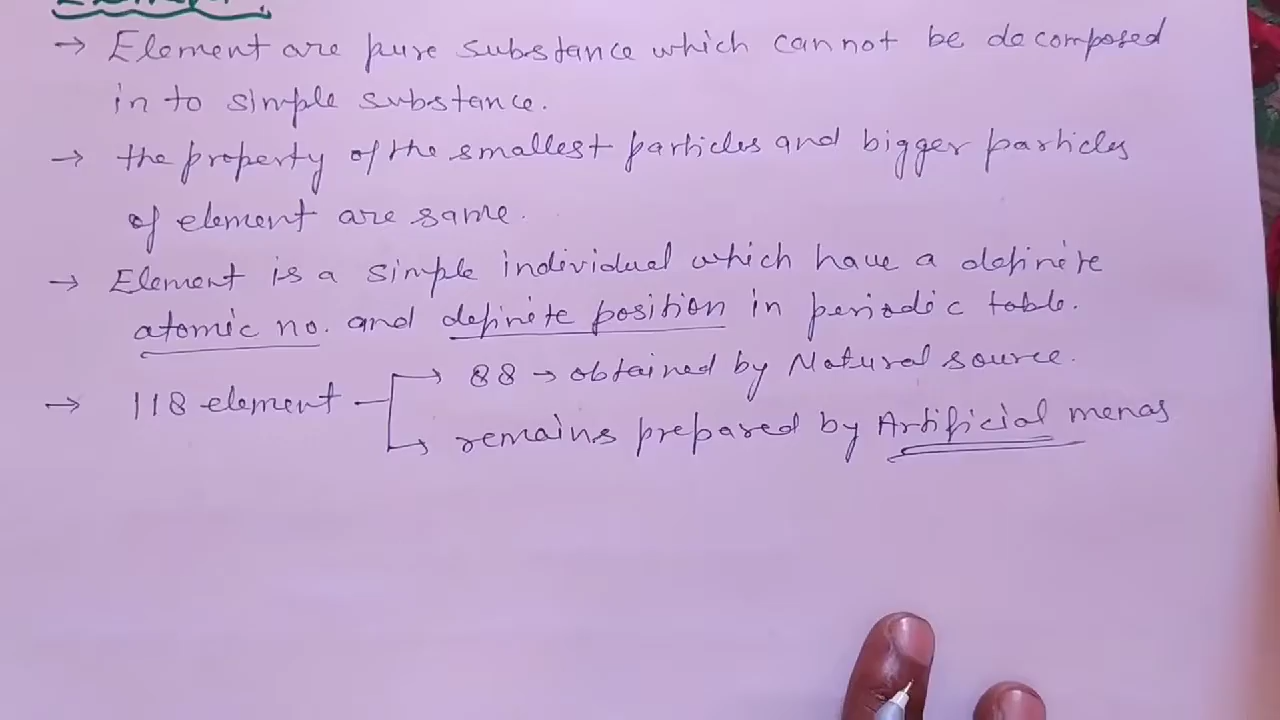 → Element are pure substance which cannot be decomposed
in to simple substance.
→ the property of the smallest particles and bigger particles
of element are same.
→ Element is a simple individual which have a definite
atomic no. and definite position in periodic table.
→ 118 element → 88 → obtained by Natural source.
→ remains prepared by Artificial menas